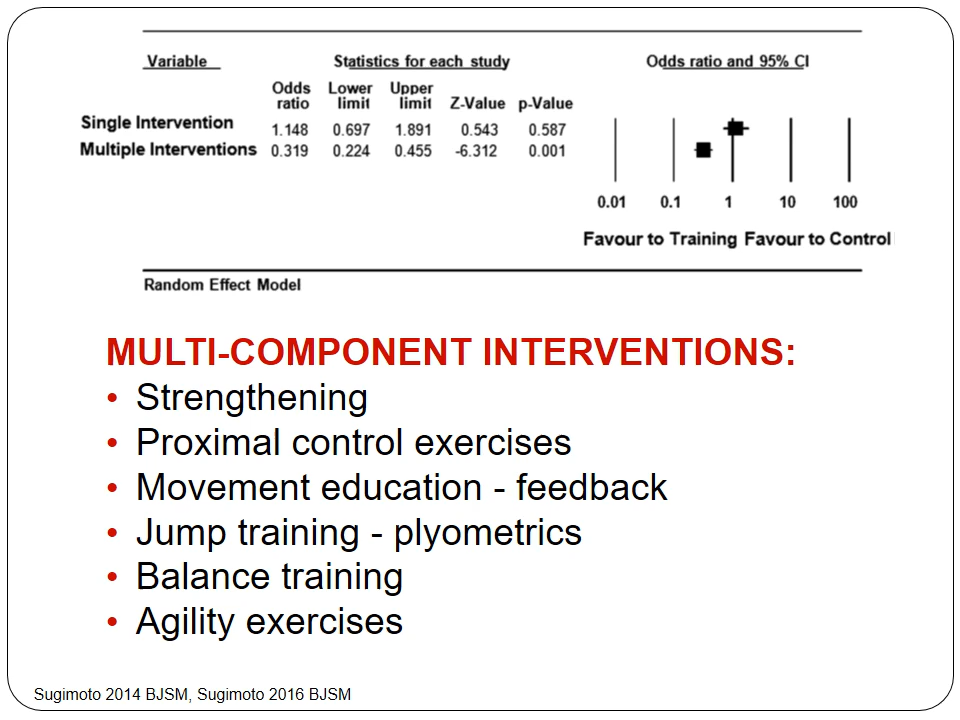 Variable Statistics for each study Odds ratio and 95% CI
Odds ratio Lower limit Upper limit Z-Value p-Value
Single Intervention 1.148 0.697 1.891 0.543 0.587
Multiple Interventions 0.319 0.224 0.455 -6.312 0.001
0.01 0.1 1 10 100
Favour to Training Favour to Control
Random Effect Model
MULTI-COMPONENT INTERVENTIONS:
• Strengthening
• Proximal control exercises
• Movement education - feedback
• Jump training - plyometrics
• Balance training
• Agility exercises
Sugimoto 2014 BJSM, Sugimoto 2016 BJSM